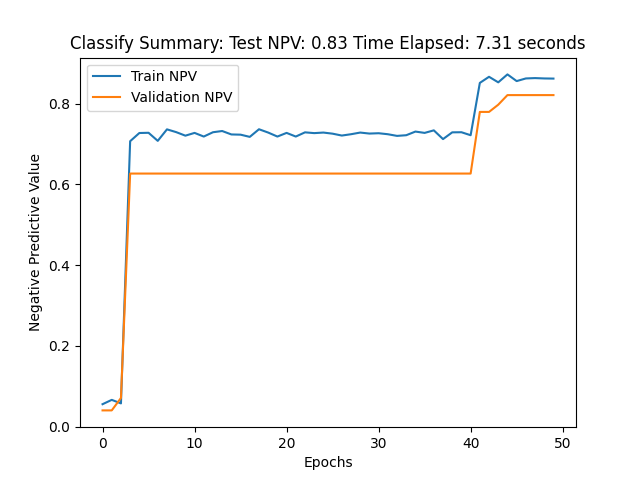 Classify Summary: Test NPV: 0.83 Time Elapsed: 7.31 seconds
Train NPV
Validation NPV
Negative Predictive Value
0.8
0.6
0.4
0.2
0.0
0 10 20 30 40 50
Epochs